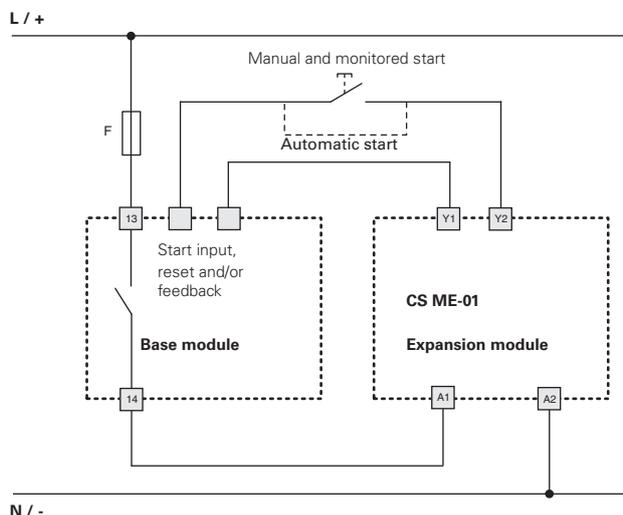 L / +
Manual and monitored start
F
Automatic start
13
Y1
Y2
Start input,
reset and/or
feedback
CS ME-01
Base module
Expansion module
14
A1
A2
N / -